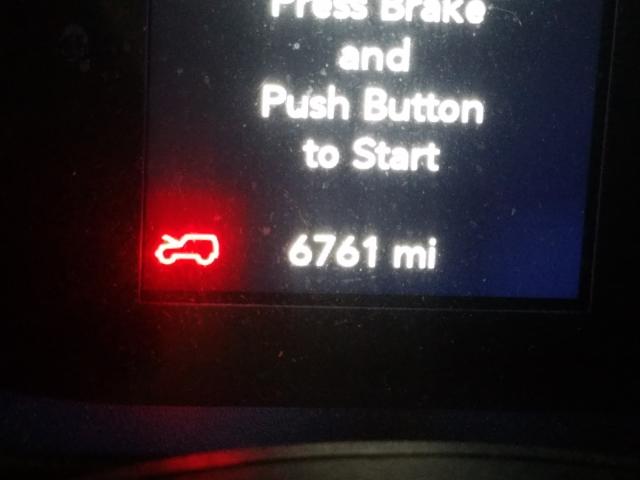 Press Brake
and
Push Button
to Start
6761 mi